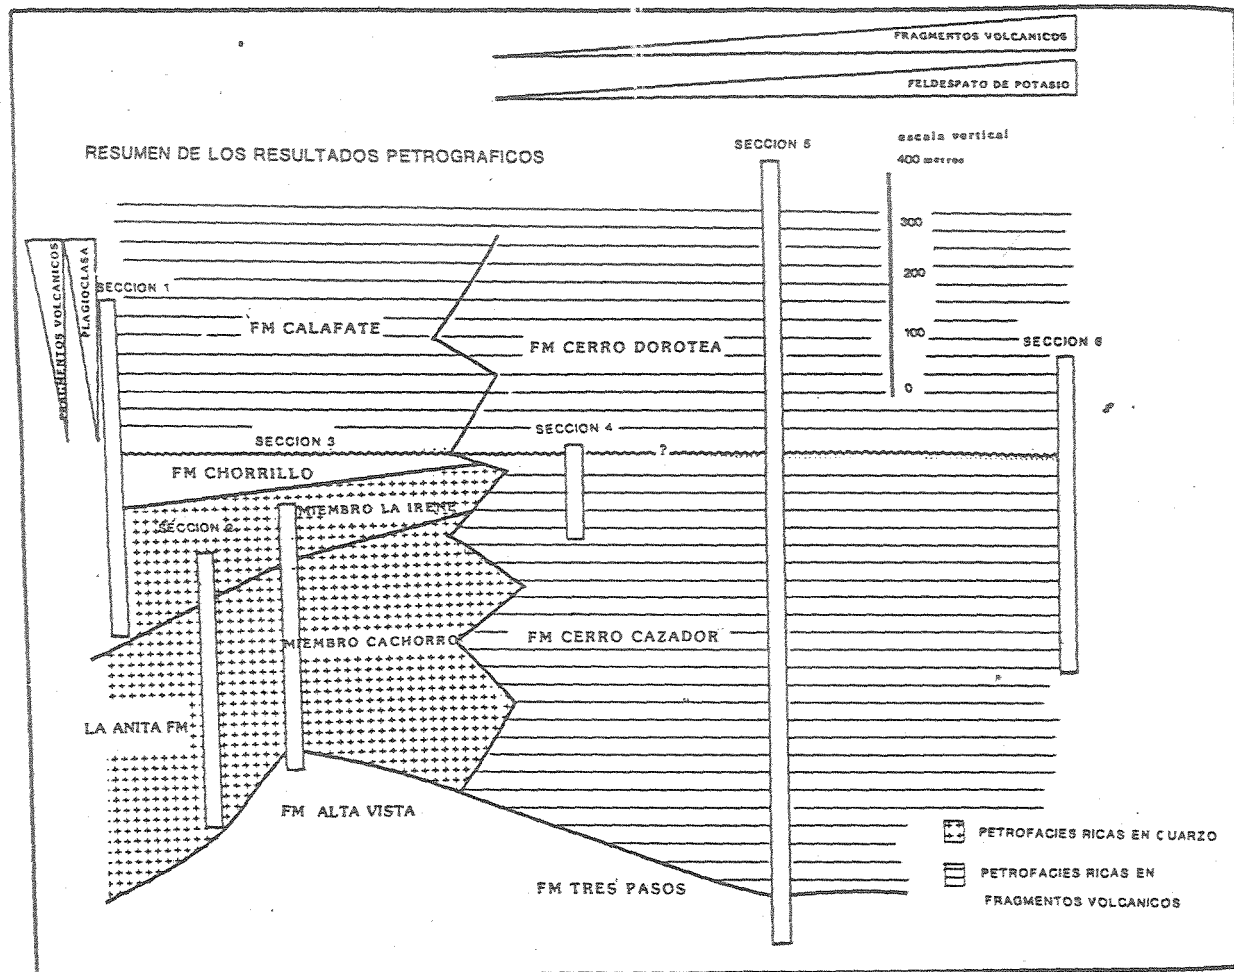 FRAGMENTOS VOLCANICOS
FELDESPATO DE POTASIO
RESUMEN DE LOS RESULTADOS PETROGRAFICOS
SECCION 5
escala vertical
400 metros
300
200
100
0
FRAGMENTOS VOLCANICOS
PLAGIOCLASA
SECCION 1
FM CALAFATE
FM CERRO DOROTEA
SECCION 6
SECCION 3
SECCION 4
?
FM CHORRILLO
MIEMBRO LA IRENE
SECCION 2
MIEMBRO CACHORRO
FM CERRO CAZADOR
LA ANITA FM
FM ALTA VISTA
FM TRES PASOS
PETROFACIES RICAS EN CUARZO
PETROFACIES RICAS EN
FRAGMENTOS VOLCANICOS